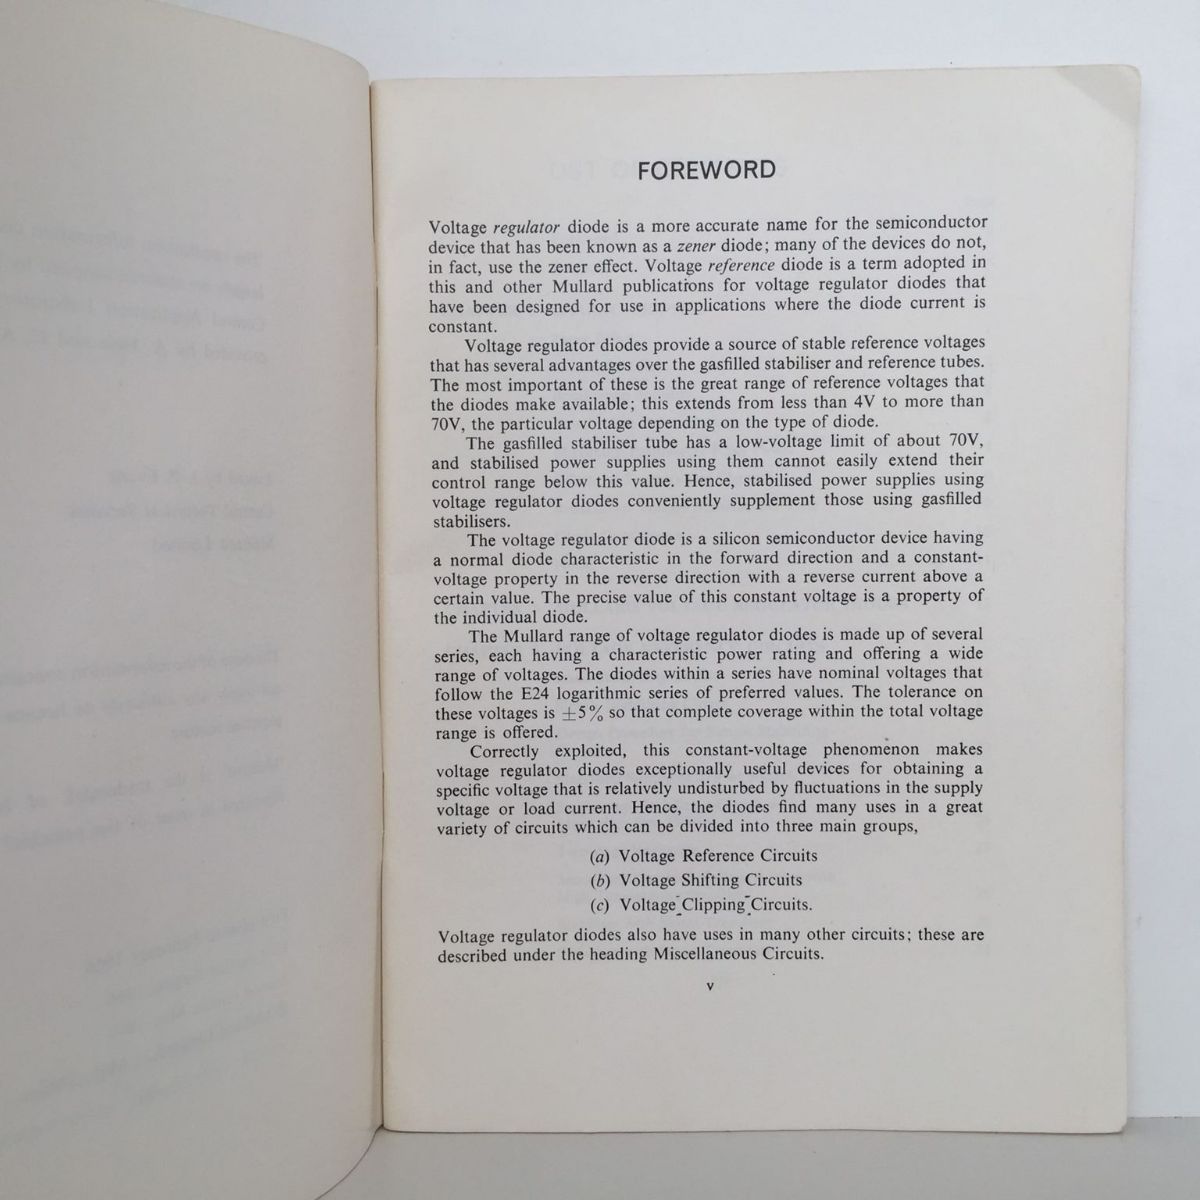 FOREWORD
Voltage regulator diode is a more accurate name for the semiconductor
device that has been known as a zener diode; many of the devices do not,
in fact, use the zener effect. Voltage reference diode is a term adopted in
this and other Mullard publications for voltage regulator diodes that
have been designed for use in applications where the diode current is
constant.
Voltage regulator diodes provide a source of stable reference voltages
that has several advantages over the gasfilled stabiliser and reference tubes.
The most important of these is the great range of reference voltages that
the diodes make available; this extends from less than 4V to more than
70V, the particular voltage depending on the type of diode.
The gasfilled stabiliser tube has a low-voltage limit of about 70V,
and stabilised power supplies using them cannot easily extend their
control range below this value. Hence, stabilised power supplies using
voltage regulator diodes conveniently supplement those using gasfilled
stabilisers.
The voltage regulator diode is a silicon semiconductor device having
a normal diode characteristic in the forward direction and a constant-
voltage property in the reverse direction with a reverse current above a
certain value. The precise value of this constant voltage is a property of
the individual diode.
The Mullard range of voltage regulator diodes is made up of several
series, each having a characteristic power rating and offering a wide
range of voltages. The diodes within a series have nominal voltages that
follow the E24 logarithmic series of preferred values. The tolerance on
these voltages is ±5% so that complete coverage within the total voltage
range is offered.
Correctly exploited, this constant-voltage phenomenon makes
voltage regulator diodes exceptionally useful devices for obtaining a
specific voltage that is relatively undisturbed by fluctuations in the supply
voltage or load current. Hence, the diodes find many uses in a great
variety of circuits which can be divided into three main groups,
(a) Voltage Reference Circuits
(b) Voltage Shifting Circuits
(c) Voltage Clipping Circuits.
Voltage regulator diodes also have uses in many other circuits; these are
described under the heading Miscellaneous Circuits.
v